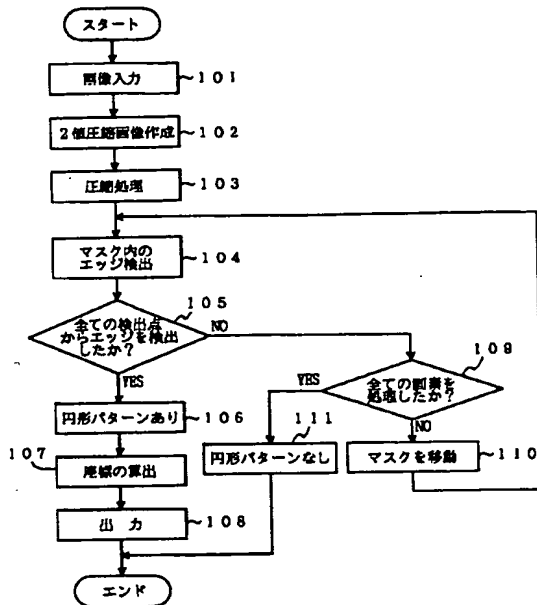 スタート
画像入力
101
2値圧縮画像作成
102
圧縮処理
103
マスク内の
エッジ検出
104
105
全ての検出点
からエッジを検出
したか?
NO
YES
109
全ての画素を
処理したか?
YES
NO
円形パターンあり
106
111
円形パターンなし
マスクを移動
110
107
座標の算出
出 力
108
エンド